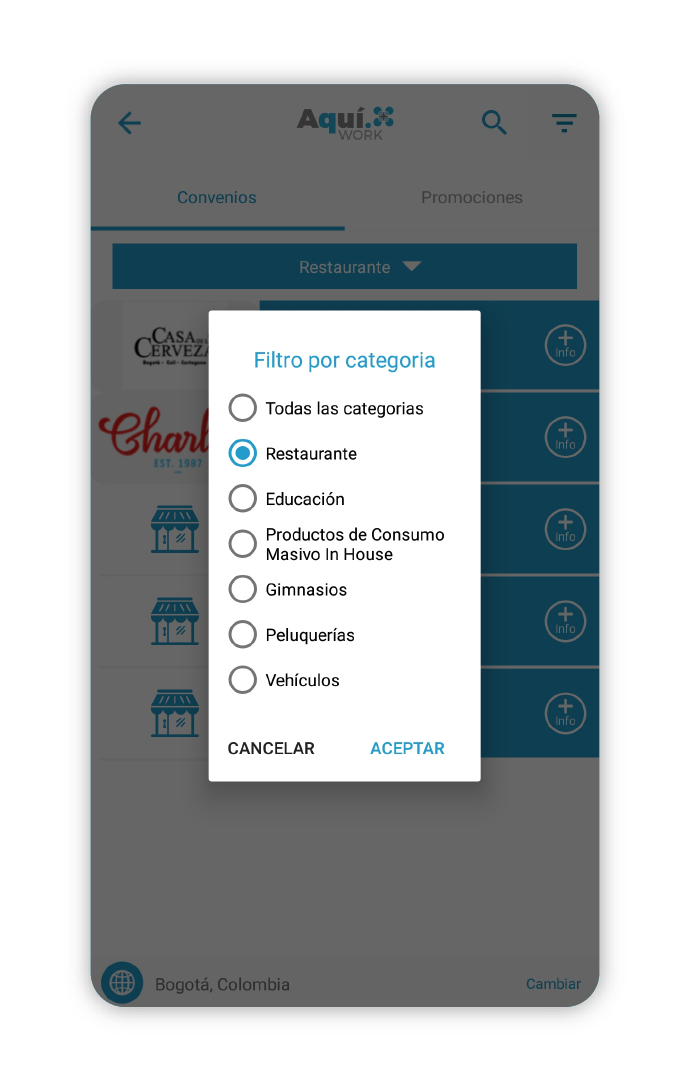 Aquí.
WORK
Convenios
Promociones
Restaurante
CASA
CERVEZA
Bogotá • Cali • Cartagena
Info
Charl
EST. 1987
Info
Info
Info
Info
Filtro por categoria
Todas las categorias
Restaurante
Educación
Productos de Consumo
Masivo In House
Gimnasios
Peluquerías
Vehículos
CANCELAR
ACEPTAR
Bogotá, Colombia
Cambiar